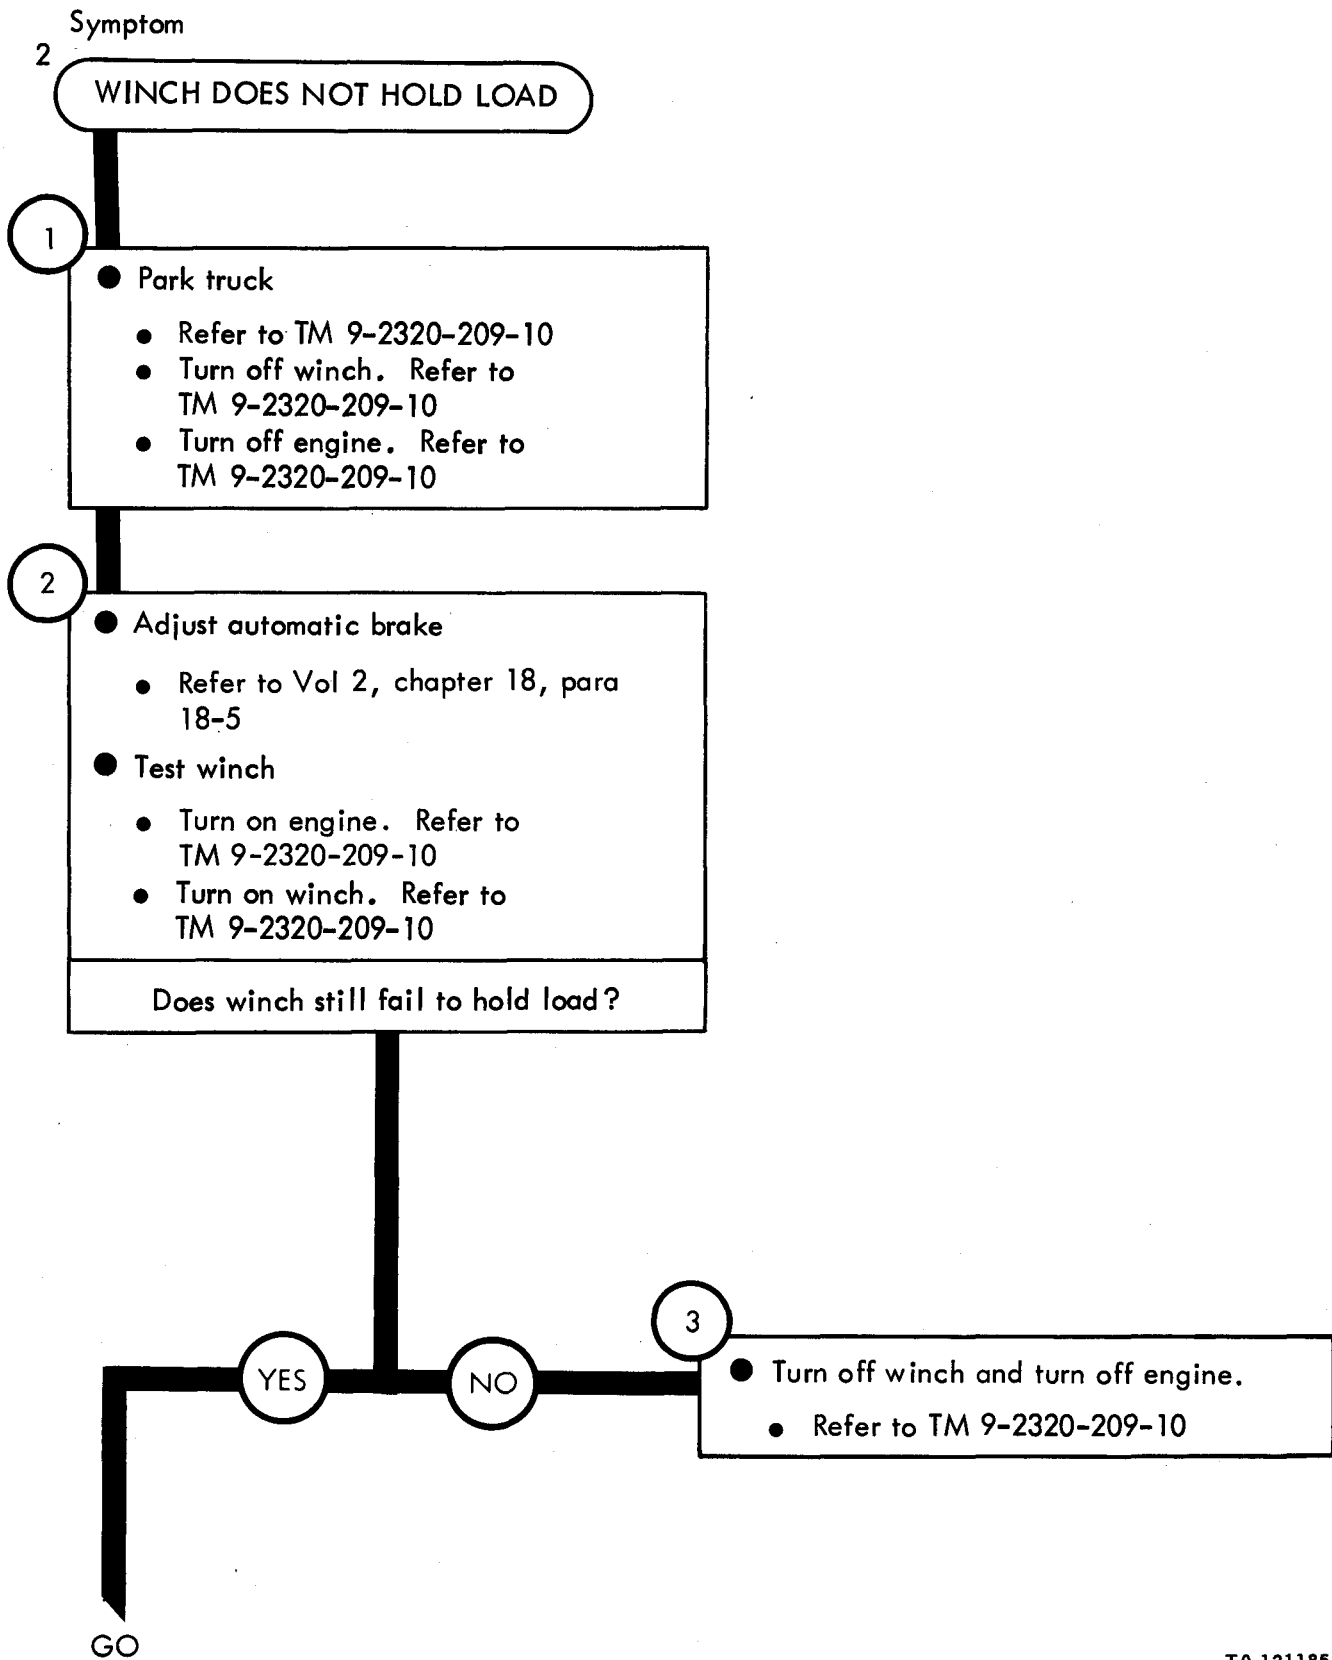 Symptom
2
WINCH DOES NOT HOLD LOAD
1
● Park truck
● Refer to TM 9-2320-209-10
● Turn off winch. Refer to
TM 9-2320-209-10
● Turn off engine. Refer to
TM 9-2320-209-10
2
● Adjust automatic brake
● Refer to Vol 2, chapter 18, para
18-5
● Test winch
● Turn on engine. Refer to
TM 9-2320-209-10
● Turn on winch. Refer to
TM 9-2320-209-10
Does winch still fail to hold load?
YES
NO
3
● Turn off winch and turn off engine.
● Refer to TM 9-2320-209-10
GO
TA 121185